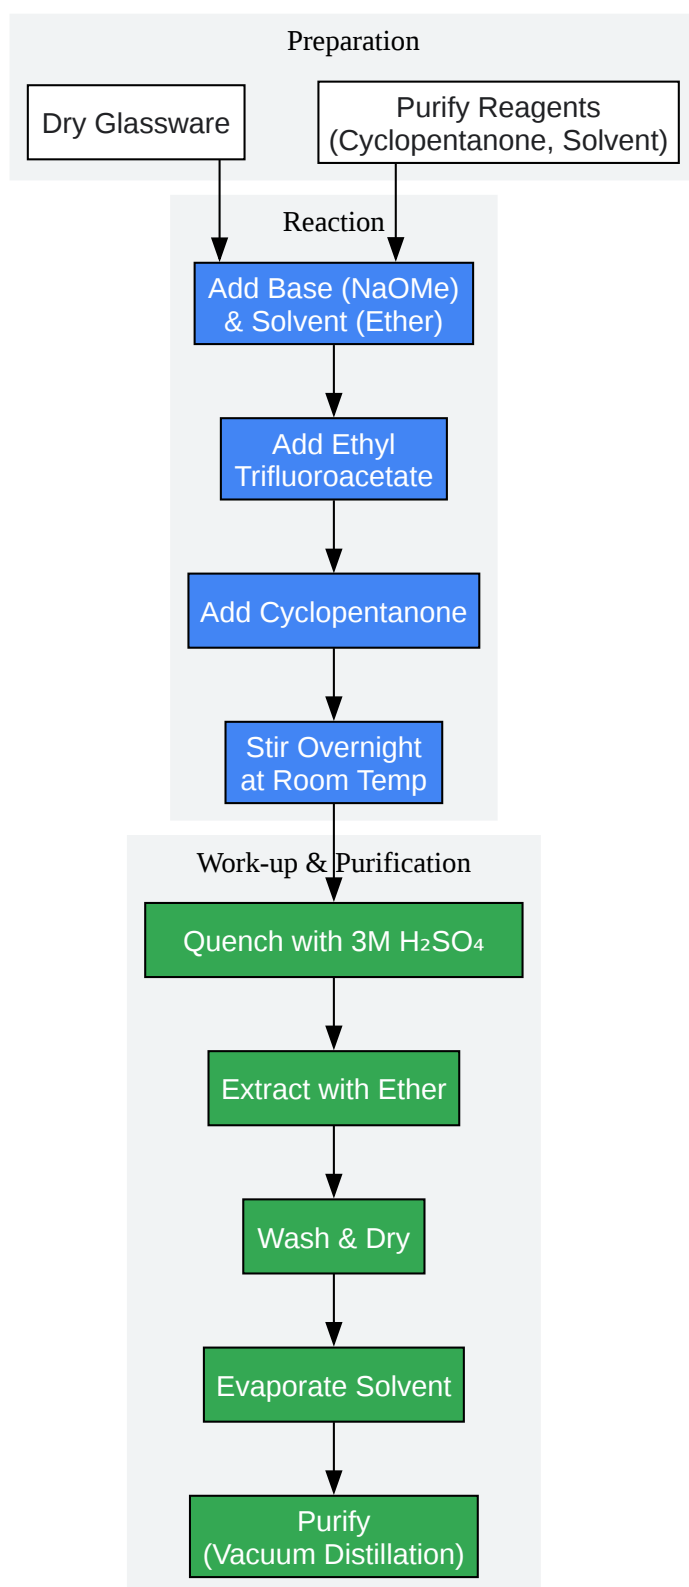 Preparation
Dry Glassware
Purify Reagents
(Cyclopentanone, Solvent)
Reaction
Add Base (NaOMe)
& Solvent (Ether)
Add Ethyl
Trifluoroacetate
Add Cyclopentanone
Stir Overnight
at Room Temp
Work-up & Purification
Quench with 3M H₂SO₄
Extract with Ether
Wash & Dry
Evaporate Solvent
Purify
(Vacuum Distillation)